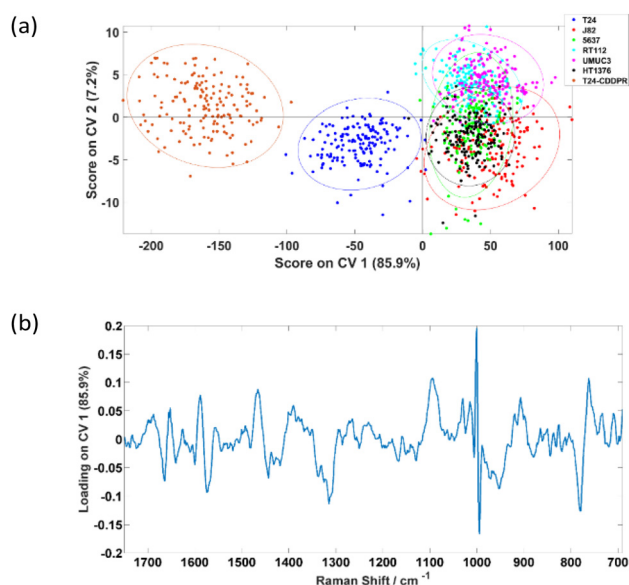 (a)
T24
J82
5637
RT112
UMUC3
HT1376
T24-CDDPR
Score on CV 2 (7.2%)
10
5
0
-5
-10
-200 -150 -100 -50 0 50 100
Score on CV 1 (85.9%)
(b)
Loading on CV 1 (85.9%)
0.2
0.15
0.1
0.05
0
-0.05
-0.1
-0.15
-0.2
1700 1600 1500 1400 1300 1200 1100 1000 900 800 700
Raman Shift / cm -1